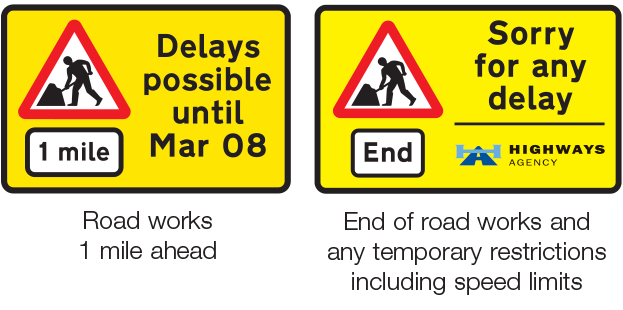 Delays
possible
until
Mar 08
1 mile
Road works
1 mile ahead
Sorry
for any
delay
End
HIGHWAYS
AGENCY
End of road works and
any temporary restrictions
including speed limits